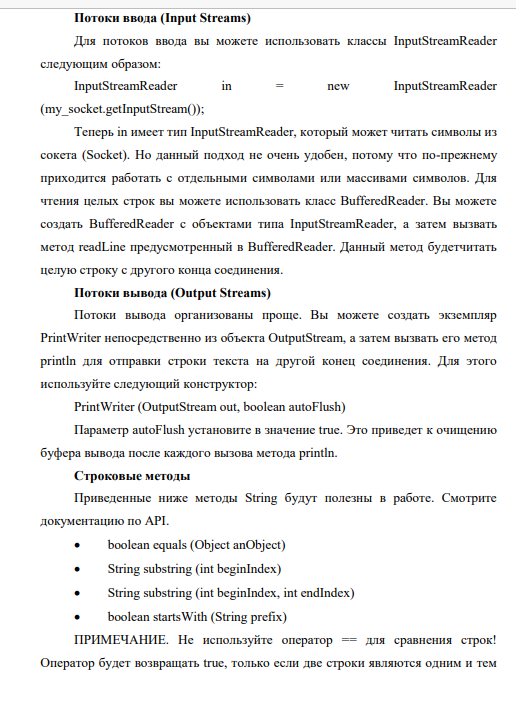 Потоки ввода (Input Streams)
Для потоков ввода вы можете использовать классы InputStreamReader
следующим образом:
InputStreamReader in = new InputStreamReader
(my_socket.getInputStream());
Теперь in имеет тип InputStreamReader, который может читать символы из
сокета (Socket). Но данный подход не очень удобен, потому что по-прежнему
приходится работать с отдельными символами или массивами символов. Для
чтения целых строк вы можете использовать класс BufferedReader. Вы можете
создать BufferedReader с объектами типа InputStreamReader, а затем вызвать
метод readLine предусмотренный в BufferedReader. Данный метод будетчитать
целую строку с другого конца соединения.
Потоки вывода (Output Streams)
Потоки вывода организованы проще. Вы можете создать экземпляр
PrintWriter непосредственно из объекта OutputStream, а затем вызвать его метод
println для отправки строки текста на другой конец соединения. Для этого
используйте следующий конструктор:
PrintWriter (OutputStream out, boolean autoFlush)
Параметр autoFlush установите в значение true. Это приведет к очищению
буфера вывода после каждого вызова метода println.
Строковые методы
Приведенные ниже методы String будут полезны в работе. Смотрите
документацию по API.
• boolean equals (Object anObject)
• String substring (int beginIndex)
• String substring (int beginIndex, int endIndex)
• boolean startsWith (String prefix)
ПРИМЕЧАНИЕ. Не используйте оператор == для сравнения строк!
Оператор будет возвращать true, только если две строки являются одним и тем